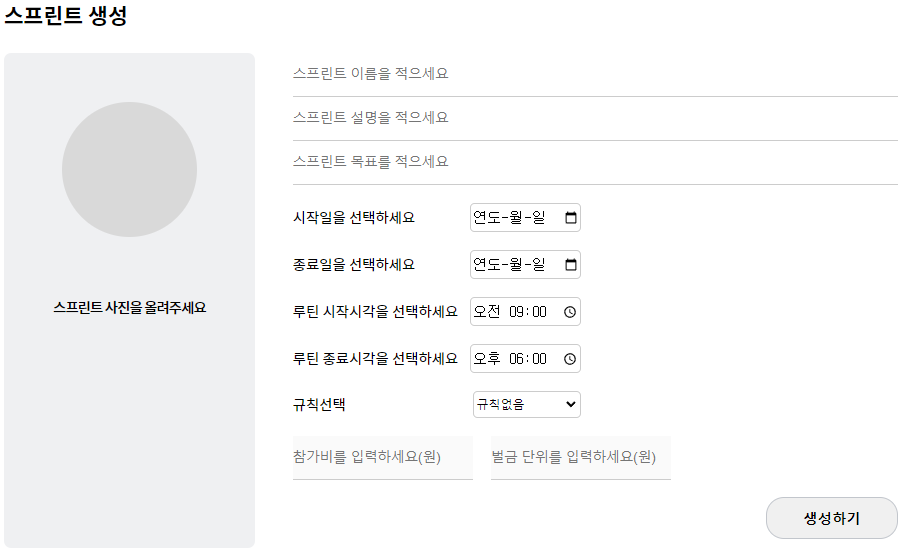 스프린트 생성
스프린트 사진을 올려주세요
스프린트 이름을 적으세요
스프린트 설명을 적으세요
스프린트 목표를 적으세요
시작일을 선택하세요 연도-월-일
종료일을 선택하세요 연도-월-일
루틴 시작시각을 선택하세요 오전 09:00
루틴 종료시각을 선택하세요 오후 06:00
규칙선택 규칙없음
참가비를 입력하세요(원) 벌금 단위를 입력하세요(원)
생성하기